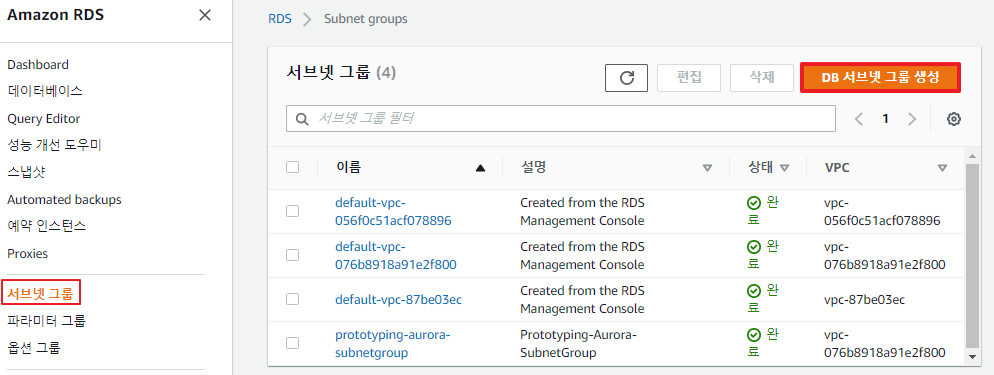 Amazon RDS
Dashboard
데이터베이스
Query Editor
성능 개선 도우미
스냅샷
Automated backups
예약 인스턴스
Proxies
서브넷 그룹
파라미터 그룹
옵션 그룹
RDS > Subnet groups
서브넷 그룹 (4)
편집
삭제
DB 서브넷 그룹 생성
서브넷 그룹 필터
1
이름 설명 상태 VPC
default-vpc- Created from the RDS 완 vpc-
056f0c51acf078896 Management Console 료 056f0c51acf078896
default-vpc- Created from the RDS 완 vpc-
076b8918a91e2f800 Management Console 료 076b8918a91e2f800
default-vpc-87be03ec Created from the RDS 완 vpc-87be03ec
Management Console 료
prototyping-aurora- Prototyping-Aurora- 완 vpc-
subnetgroup SubnetGroup 료 076b8918a91e2f800